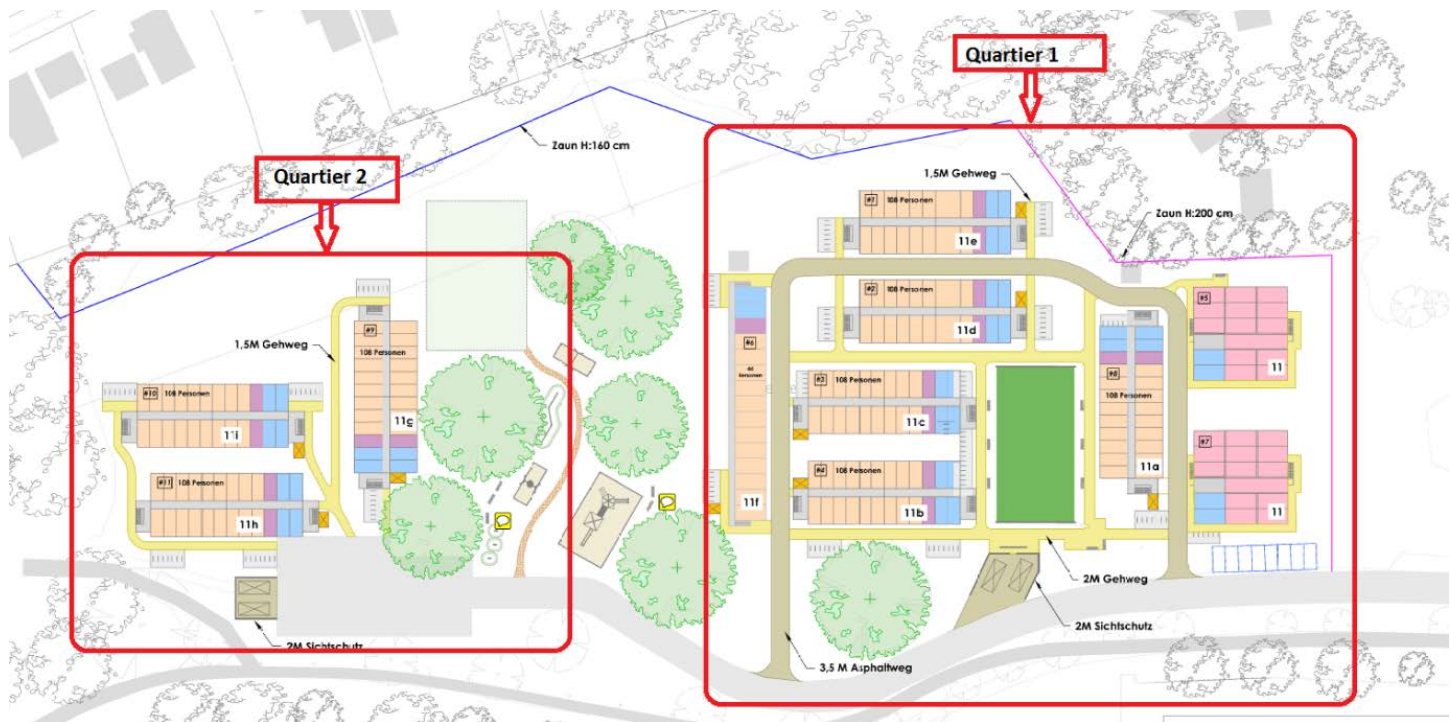 Quartier 1
Quartier 2
Zaun H:160 cm
1,5M Gehweg
Zaun H:200 cm
#1 108 Personen
11e
#2 108 Personen
11d
#5
11
#6
Personen
11f
#3 108 Personen
11c
#8
108 Personen
11a
#4 108 Personen
11b
#7
11
2M Gehweg
2M Sichtschutz
3,5 M Asphaltweg
1,5M Gehweg
#9
108 Personen
11g
#10 108 Personen
11i
#11 108 Personen
11h
2M Sichtschutz